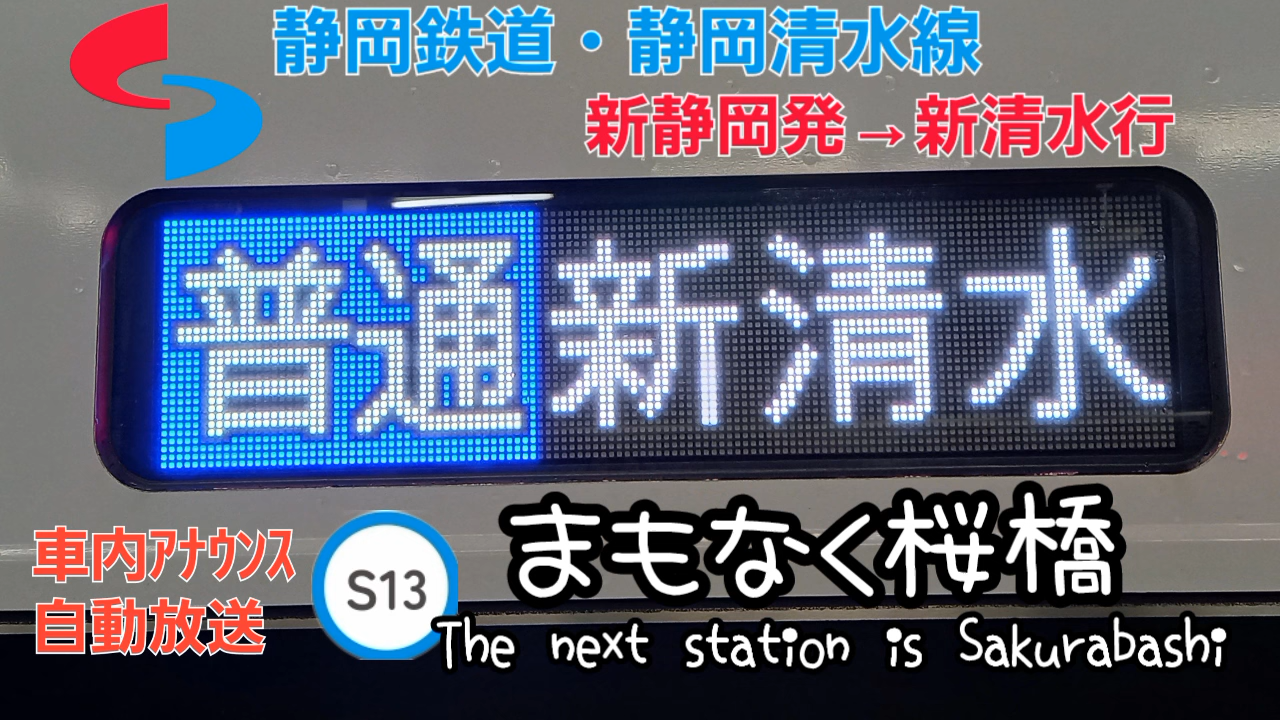 静岡鉄道・静岡清水線
新静岡発→新清水行
普通 新清水
車内ｱﾅｳﾝｽ
自動放送
S13
まもなく桜橋
The next station is Sakurabashi